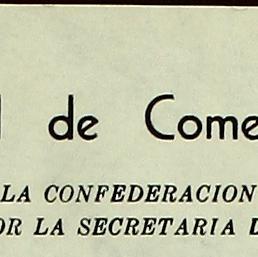 l de Come
LA CONFEDERACION
OR LA SECRETARIA D